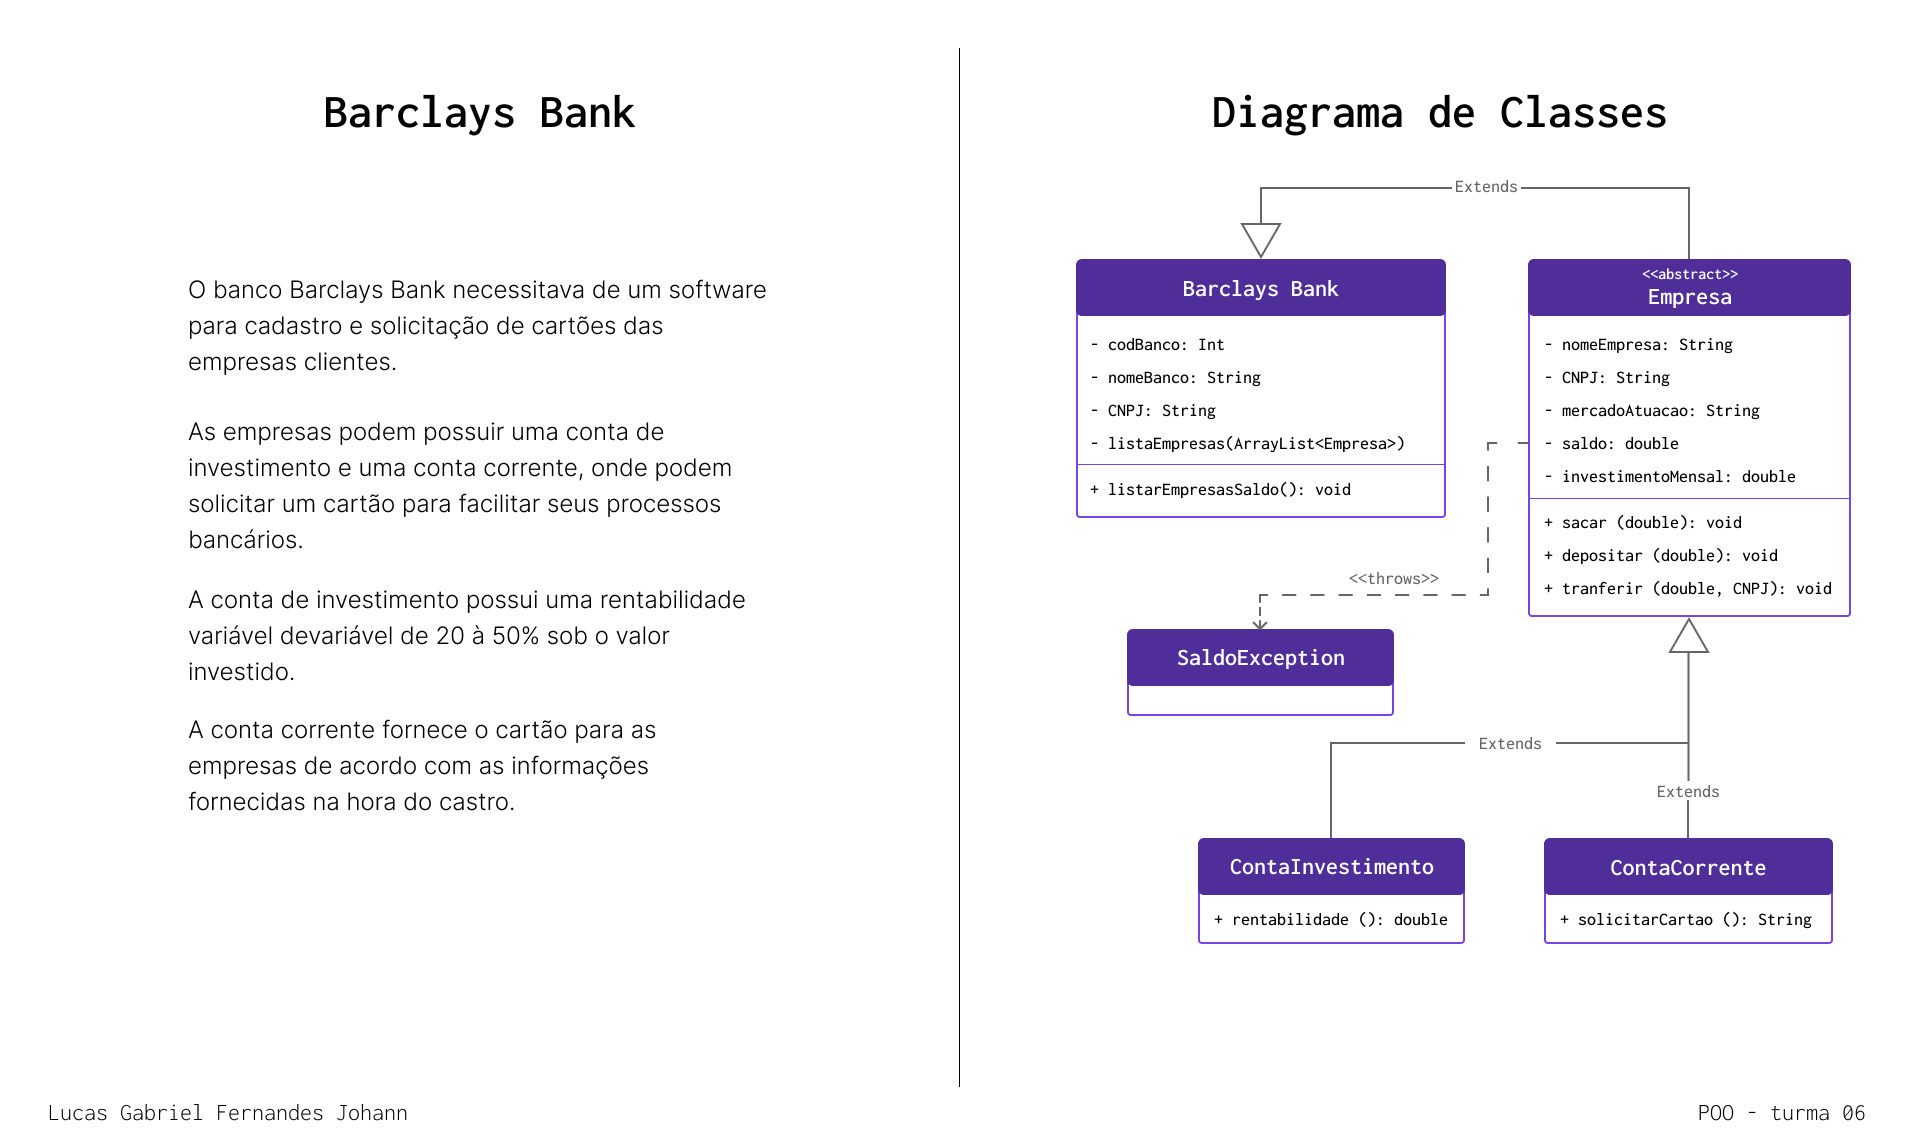 Barclays Bank
O banco Barclays Bank necessitava de um software
para cadastro e solicitação de cartões das
empresas clientes.
As empresas podem possuir uma conta de
investimento e uma conta corrente, onde podem
solicitar um cartão para facilitar seus processos
bancários.
A conta de investimento possui uma rentabilidade
variável devariável de 20 à 50% sob o valor
investido.
A conta corrente fornece o cartão para as
empresas de acordo com as informações
fornecidas na hora do castro.
Diagrama de Classes
Extends
Barclays Bank
- codBanco: Int
- nomeBanco: String
- CNPJ: String
- listaEmpresas(ArrayList<Empresa>)
+ listarEmpresasSaldo(): void
<<abstract>>
Empresa
- nomeEmpresa: String
- CNPJ: String
- mercadoAtuacao: String
- saldo: double
- investimentoMensal: double
+ sacar (double): void
+ depositar (double): void
+ tranferir (double, CNPJ): void
<<throws>>
SaldoException
Extends
Extends
ContaInvestimento
+ rentabilidade (): double
ContaCorrente
+ solicitarCartao (): String
Lucas Gabriel Fernandes Johann
POO - turma 06